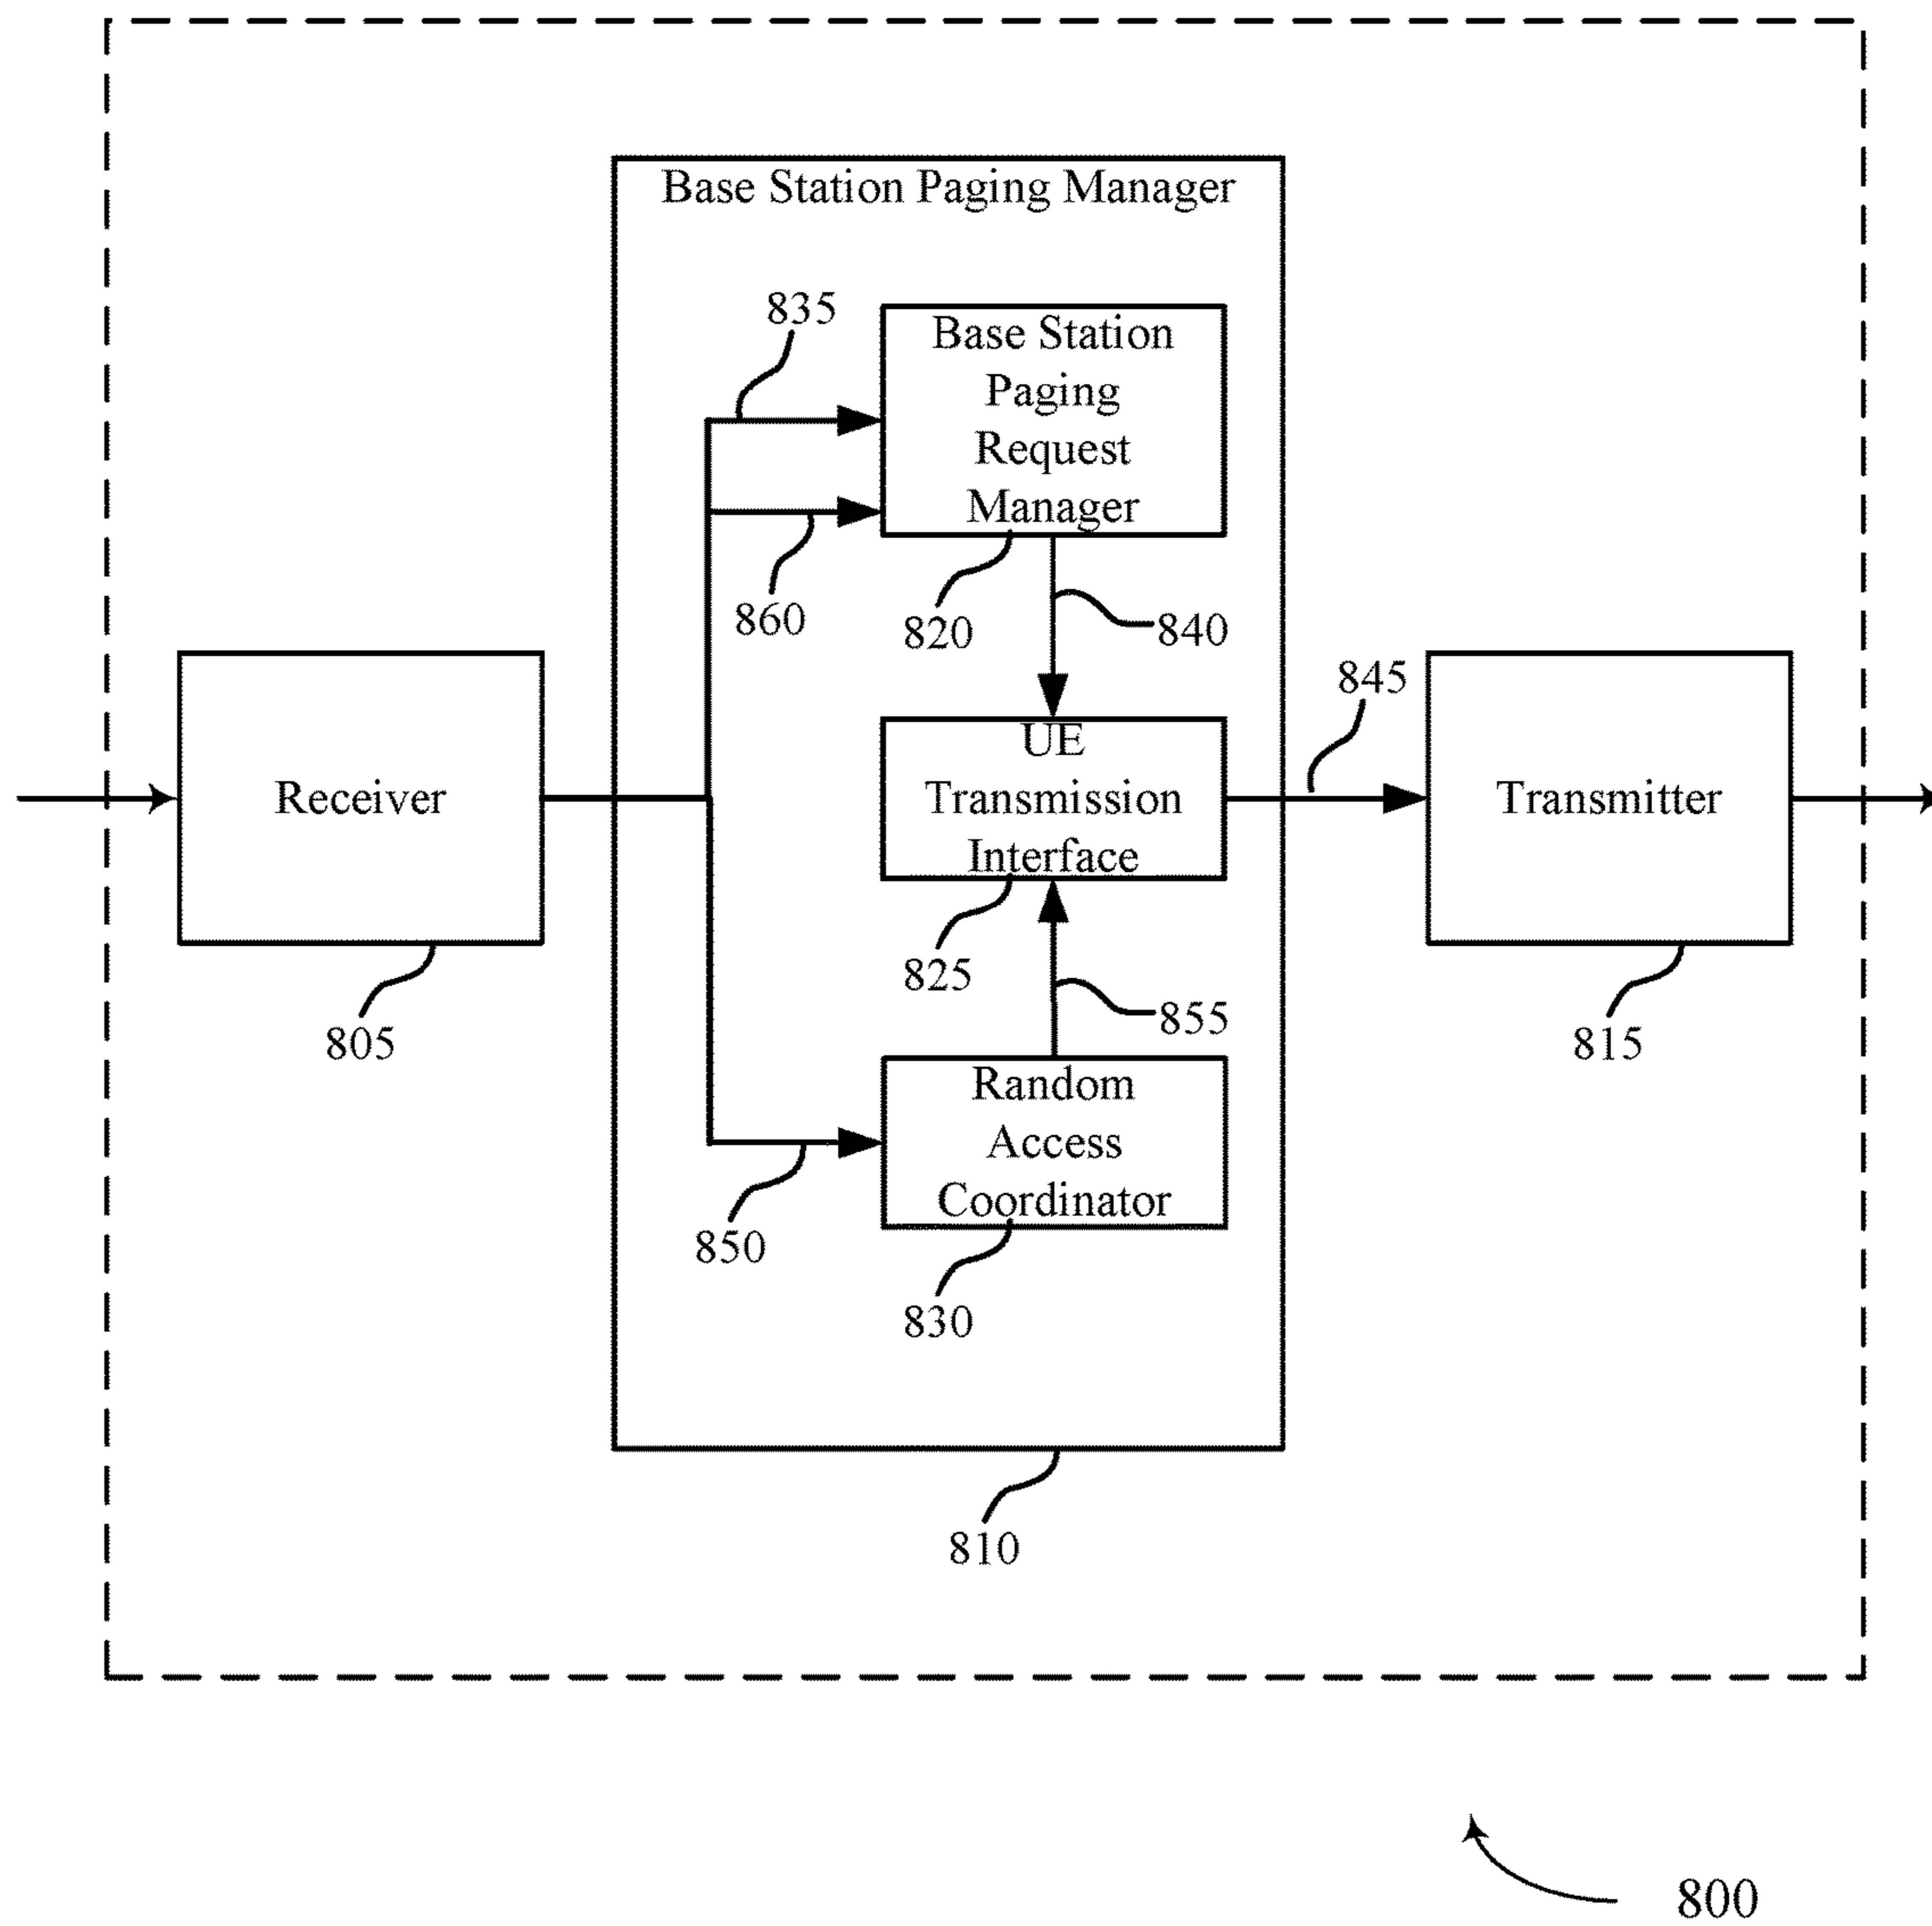 Base Station Paging Manager
835
Base Station
Paging
Request
Manager
860
820
840
845
Receiver
UE
Transmission
Interface
Transmitter
805
825
855
815
Random
Access
Coordinator
850
830
810
800